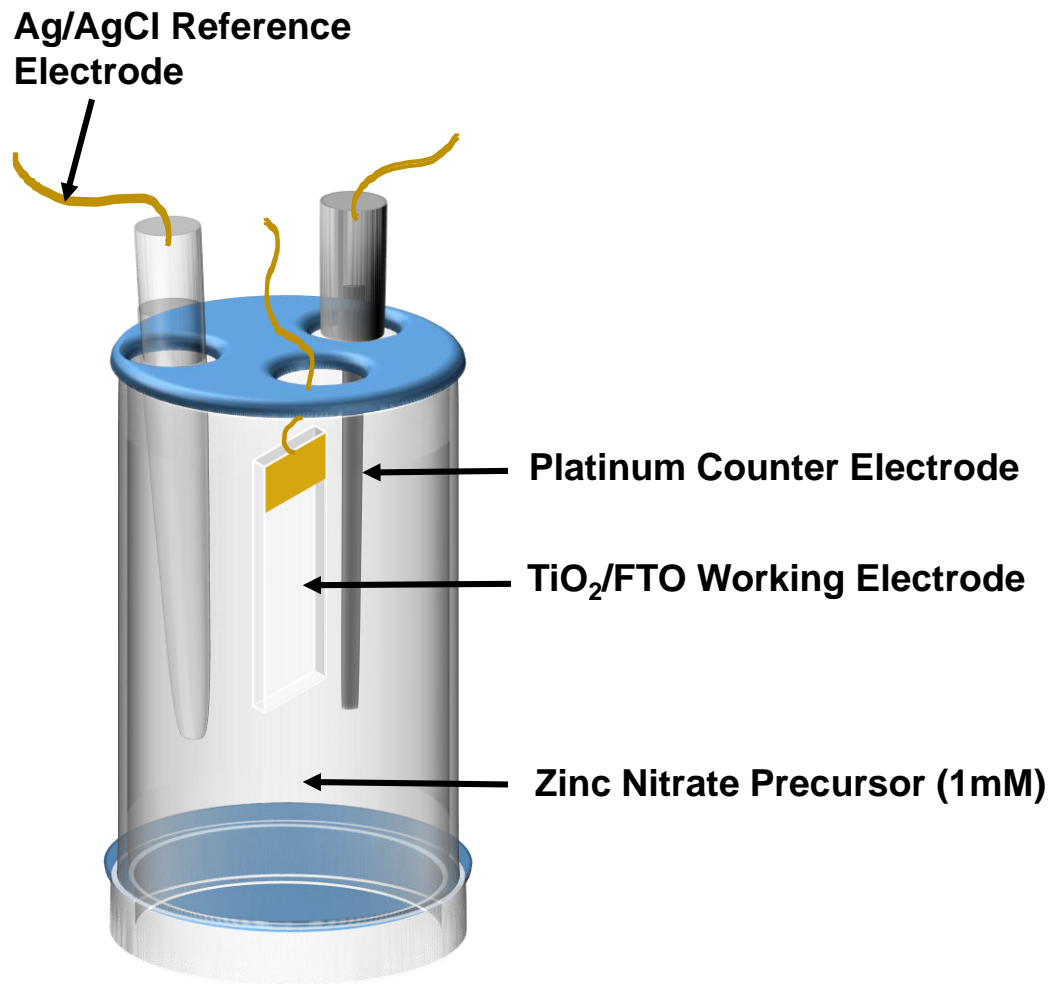 Ag/AgCl Reference
Electrode
Platinum Counter Electrode
TiO₂/FTO Working Electrode
Zinc Nitrate Precursor (1mM)